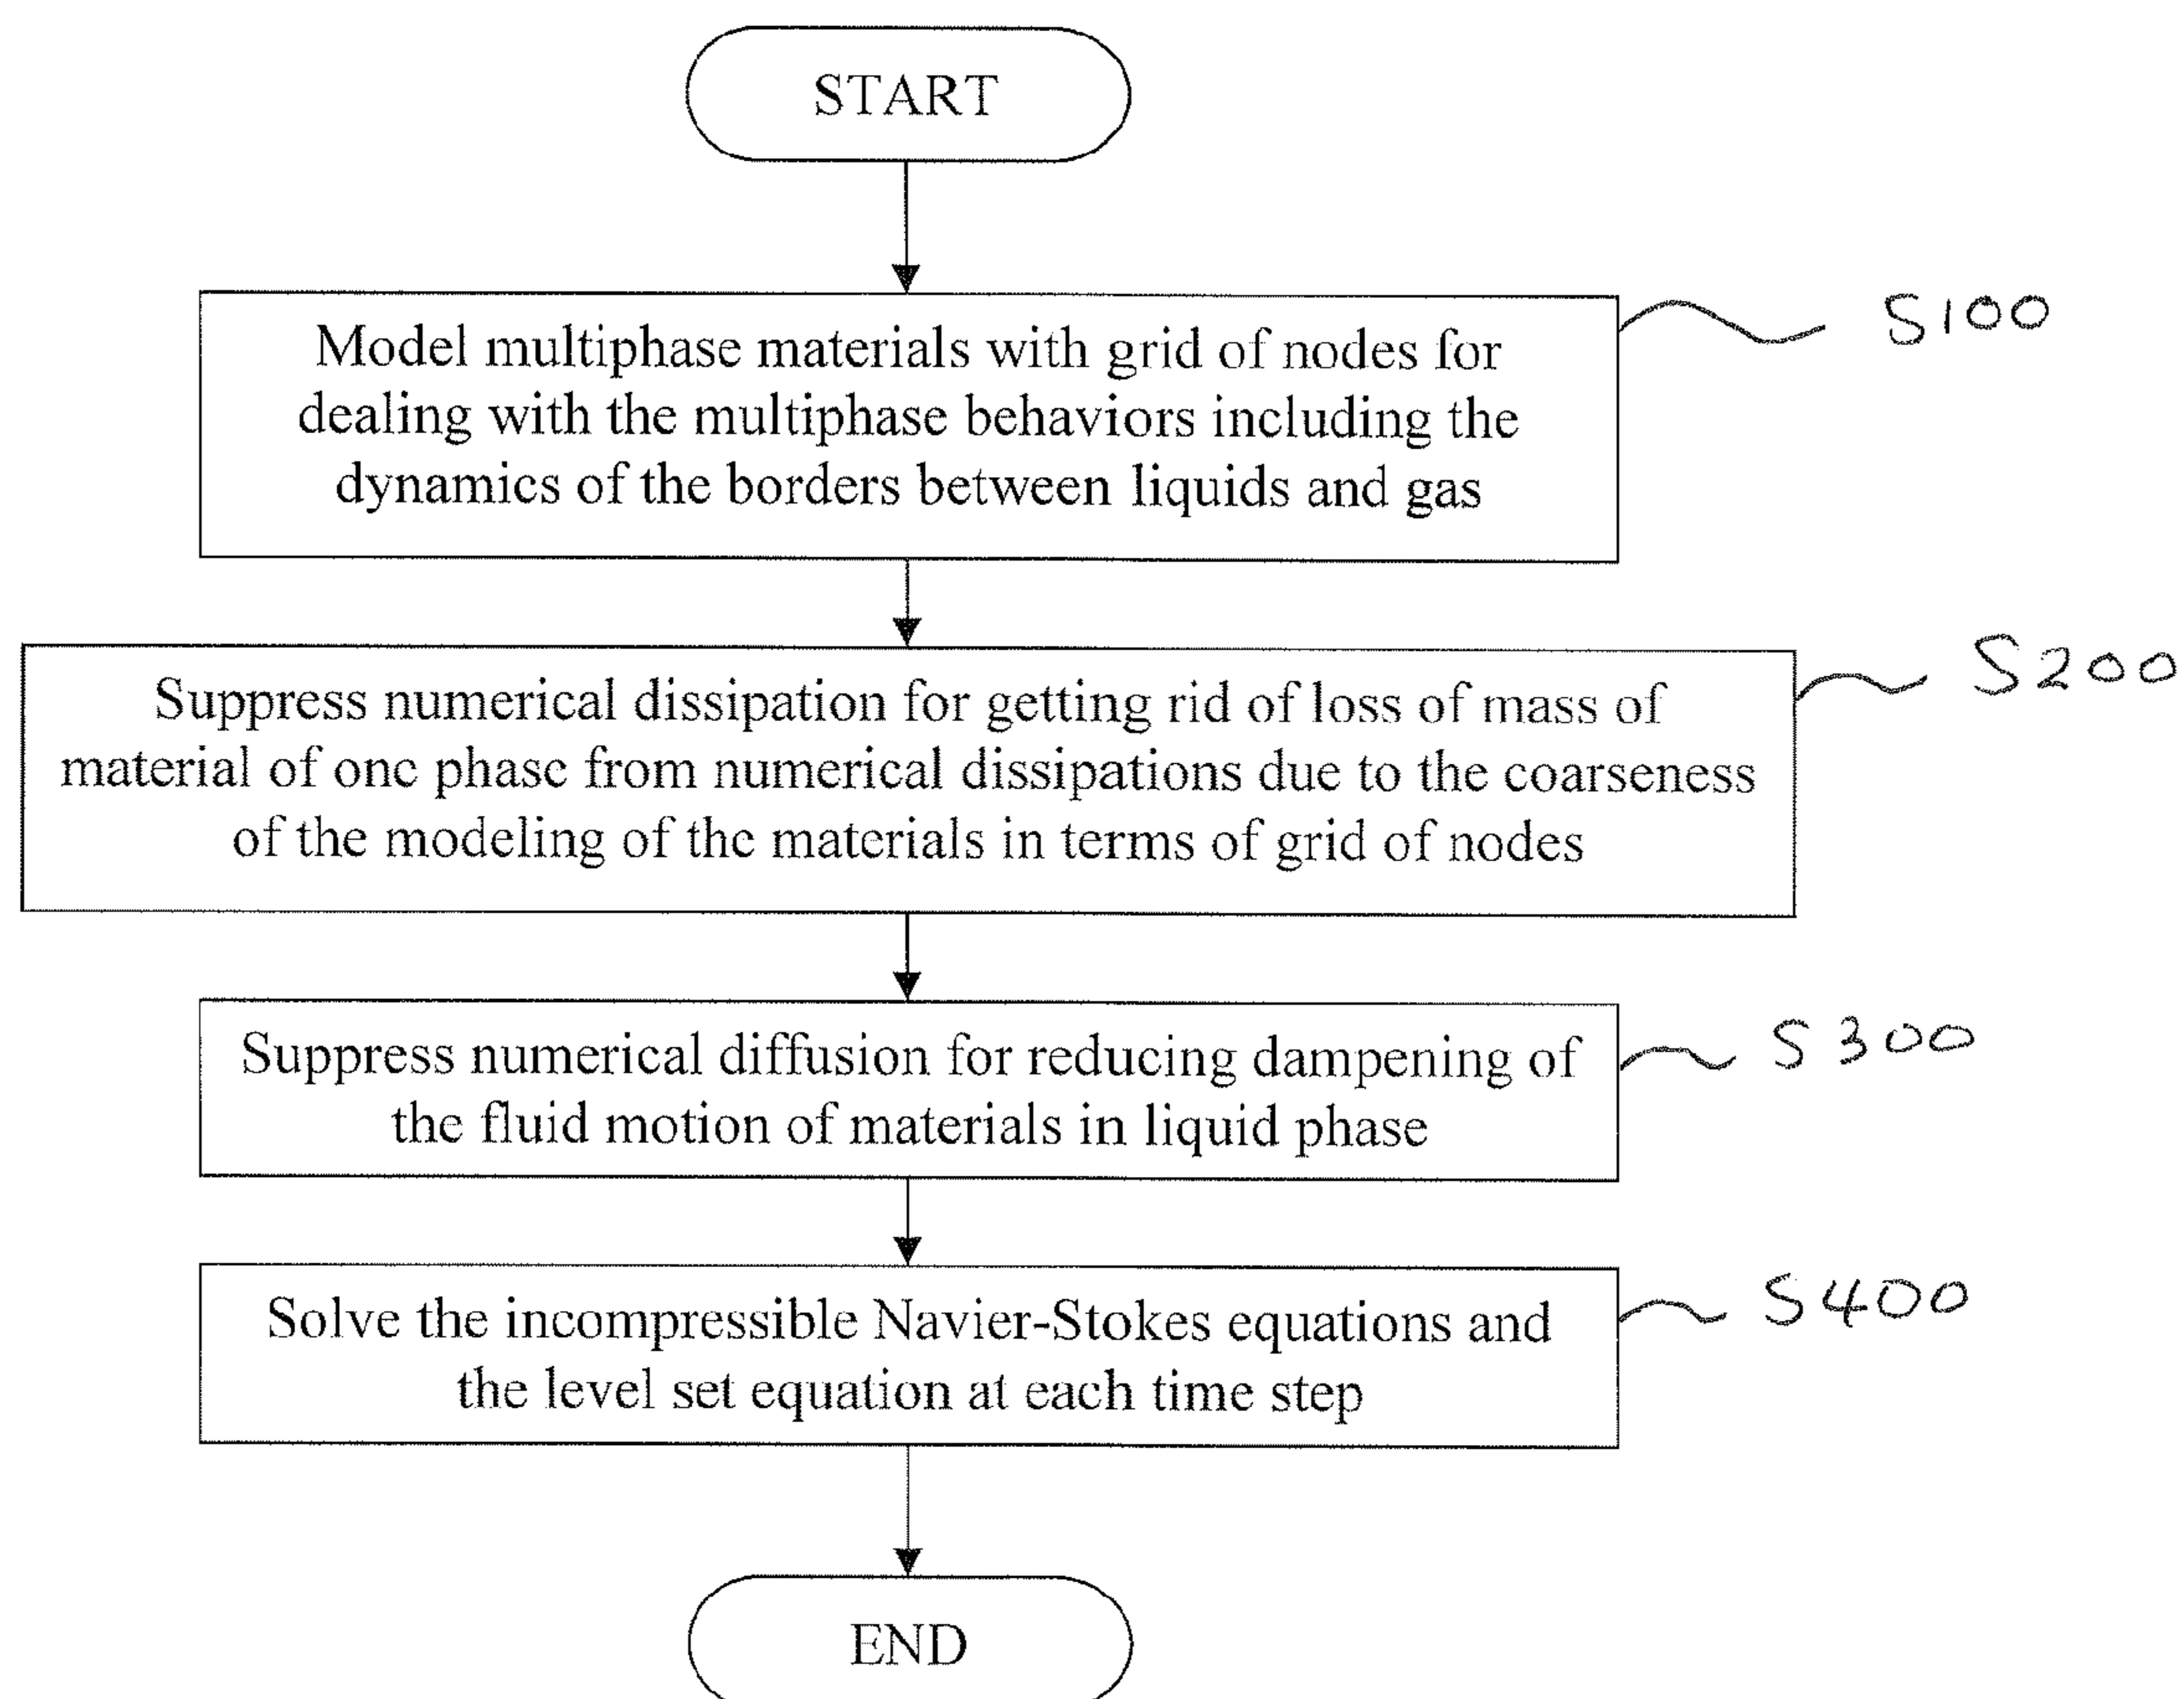 START
Model multiphase materials with grid of nodes for
S100
dealing with the multiphase behaviors including the
dynamics of the borders between liquids and gas
Suppress numerical dissipation for getting rid of loss of mass of
S200
material of one phase from numerical dissipations due to the coarseness
of the modeling of the materials in terms of grid of nodes
Suppress numerical diffusion for reducing dampening of
S300
the fluid motion of materials in liquid phase
Solve the incompressible Navier-Stokes equations and
S400
the level set equation at each time step
END